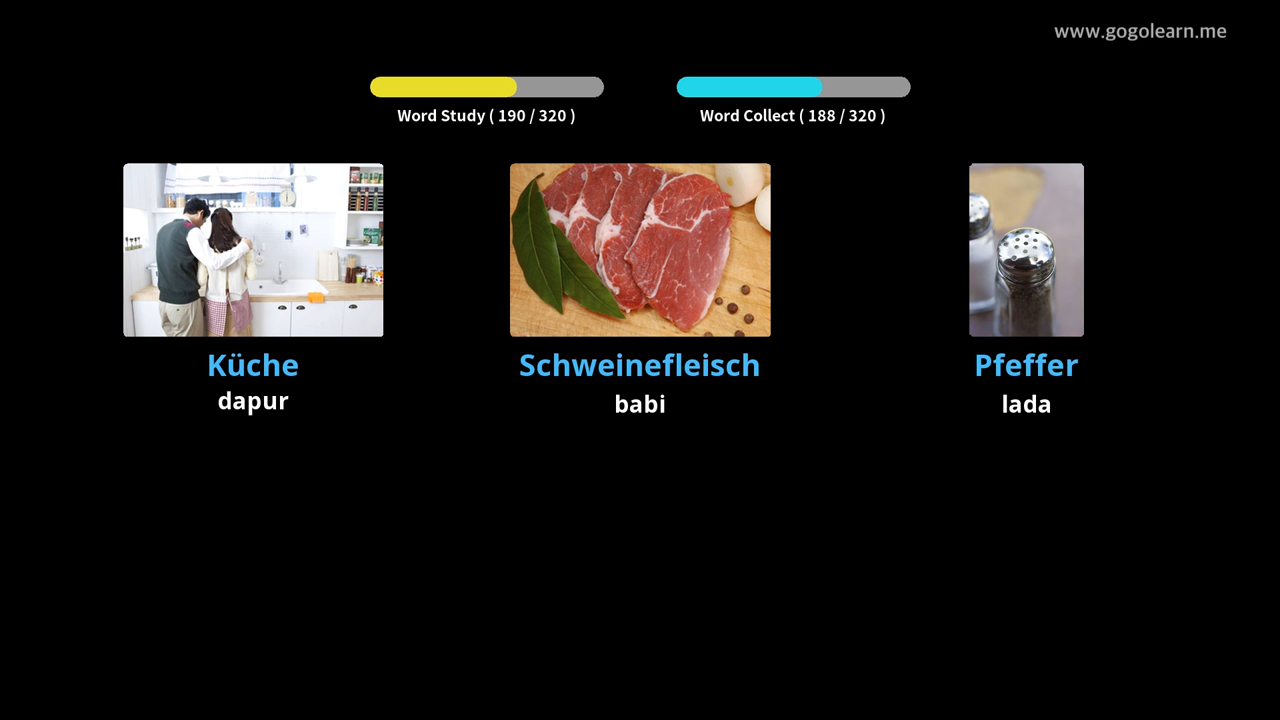 www.gogolearn.me
Word Study ( 190 / 320 )
Word Collect ( 188 / 320 )
Küche
dapur
Schweinefleisch
babi
Pfeffer
lada